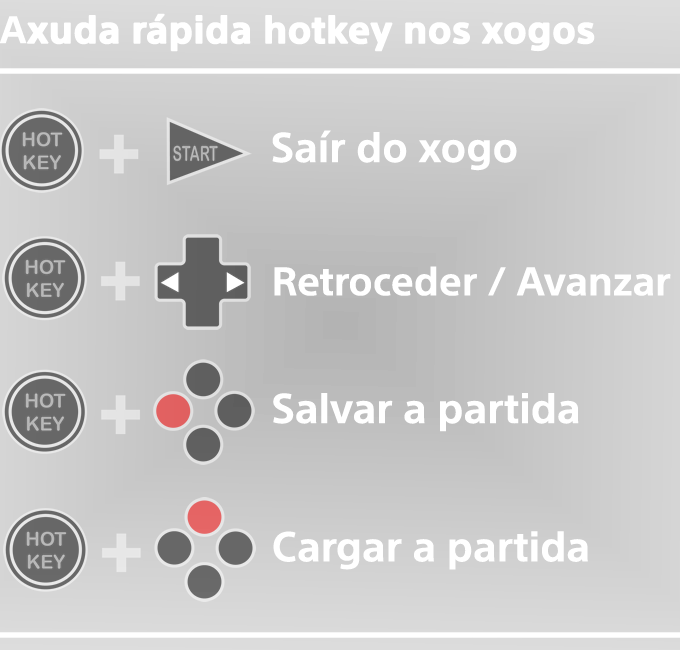 Axuda rápida hotkey nos xogos
HOT
KEY
START
Saír do xogo
HOT
KEY
Retroceder / Avanzar
HOT
KEY
Salvar a partida
HOT
KEY
Cargar a partida